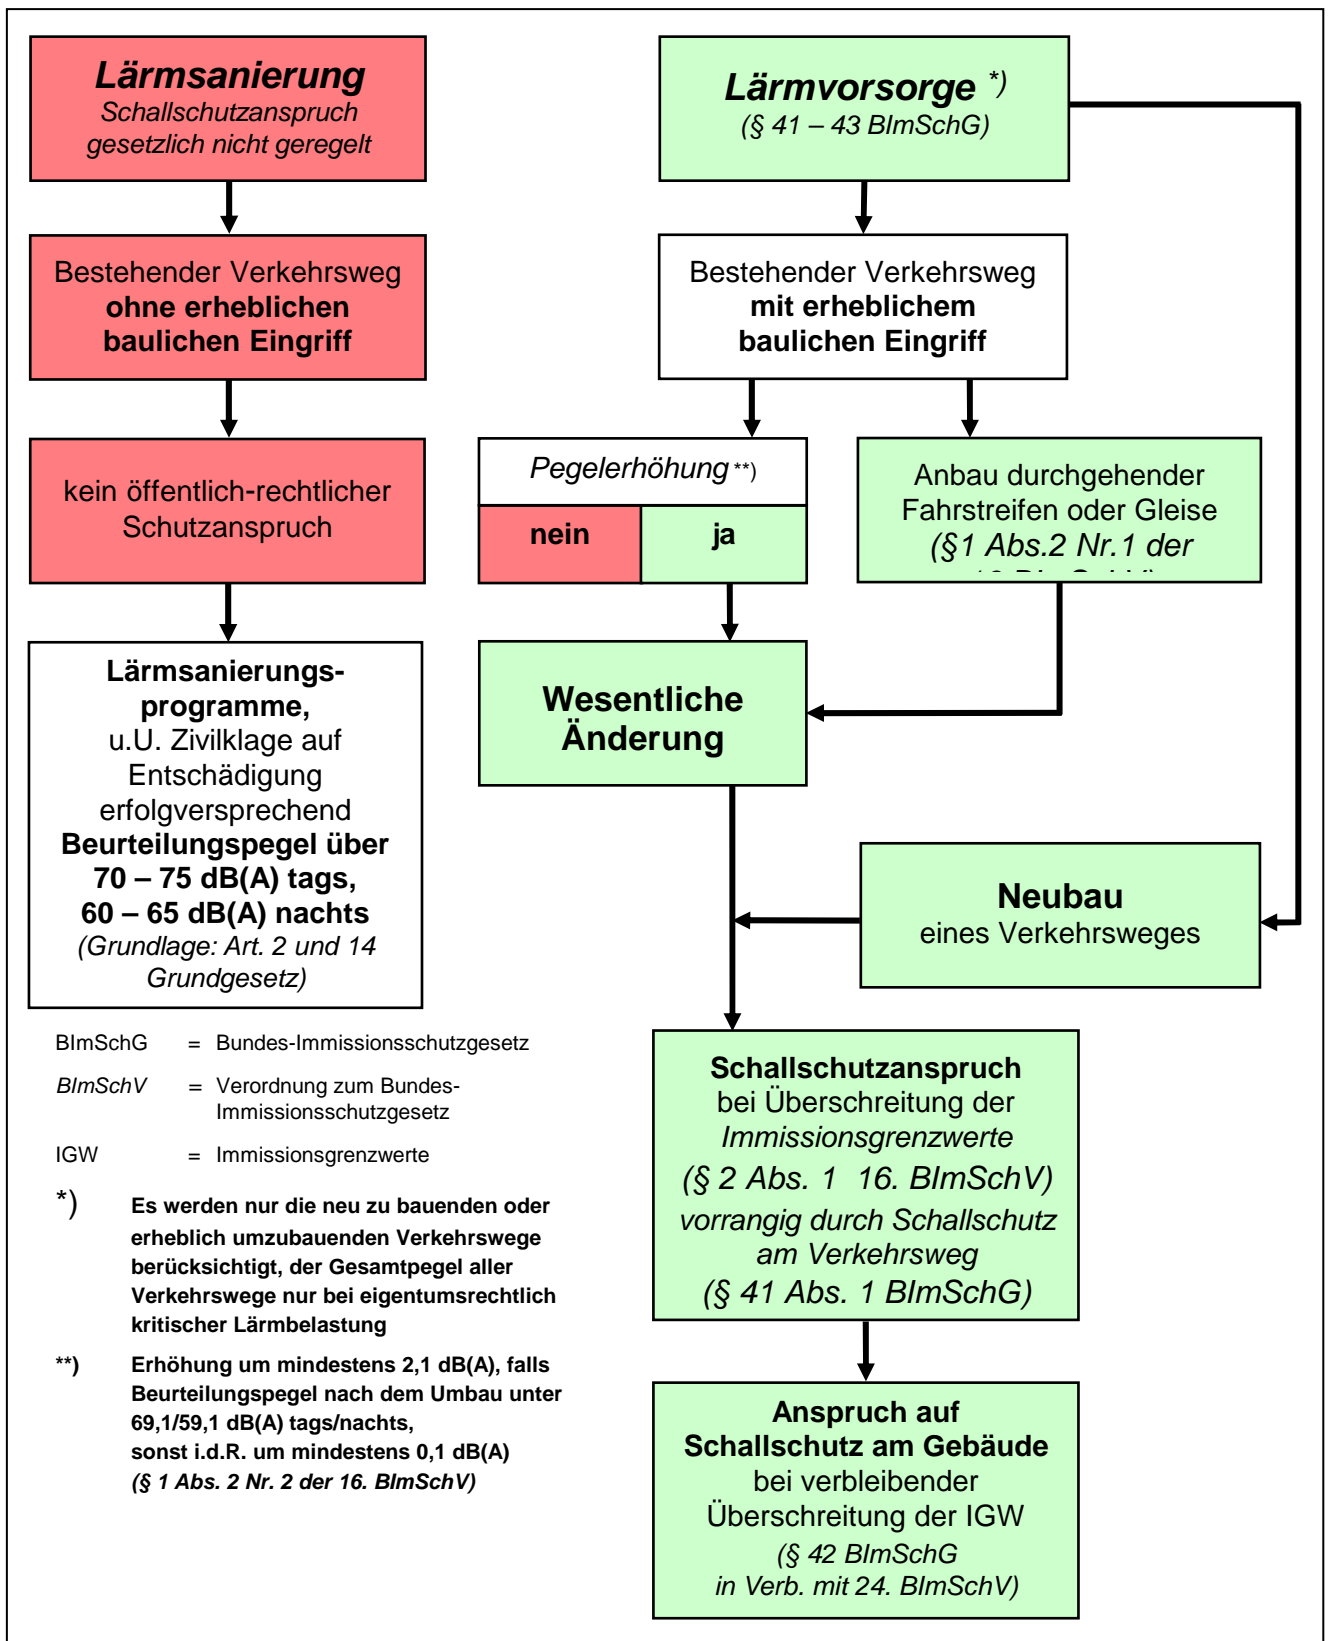 Lärmsanierung
Schallschutzanspruch
gesetzlich nicht geregelt
Bestehender Verkehrsweg
ohne erheblichen
baulichen Eingriff
kein öffentlich-rechtlicher
Schutzanspruch
Lärmsanierungs-
programme,
u.U. Zivilklage auf
Entschädigung
erfolgversprechend
Beurteilungspegel über
70 – 75 dB(A) tags,
60 – 65 dB(A) nachts
(Grundlage: Art. 2 und 14
Grundgesetz)
Lärmvorsorge *)
(§ 41 – 43 BImSchG)
Bestehender Verkehrsweg
mit erheblichem
baulichen Eingriff
Pegelerhöhung **)
nein ja
Anbau durchgehender
Fahrstreifen oder Gleise
(§1 Abs.2 Nr.1 der
Wesentliche
Änderung
Neubau
eines Verkehrsweges
Schallschutzanspruch
bei Überschreitung der
Immissionsgrenzwerte
(§ 2 Abs. 1 16. BImSchV)
vorrangig durch Schallschutz
am Verkehrsweg
(§ 41 Abs. 1 BImSchG)
Anspruch auf
Schallschutz am Gebäude
bei verbleibender
Überschreitung der IGW
(§ 42 BImSchG
in Verb. mit 24. BImSchV)
BImSchG = Bundes-Immissionsschutzgesetz
BImSchV = Verordnung zum Bundes-
Immissionsschutzgesetz
IGW = Immissionsgrenzwerte
*) Es werden nur die neu zu bauenden oder
erheblich umzubauenden Verkehrswege
berücksichtigt, der Gesamtpegel aller
Verkehrswege nur bei eigentumsrechtlich
kritischer Lärmbelastung
**) Erhöhung um mindestens 2,1 dB(A), falls
Beurteilungspegel nach dem Umbau unter
69,1/59,1 dB(A) tags/nachts,
sonst i.d.R. um mindestens 0,1 dB(A)
(§ 1 Abs. 2 Nr. 2 der 16. BImSchV)